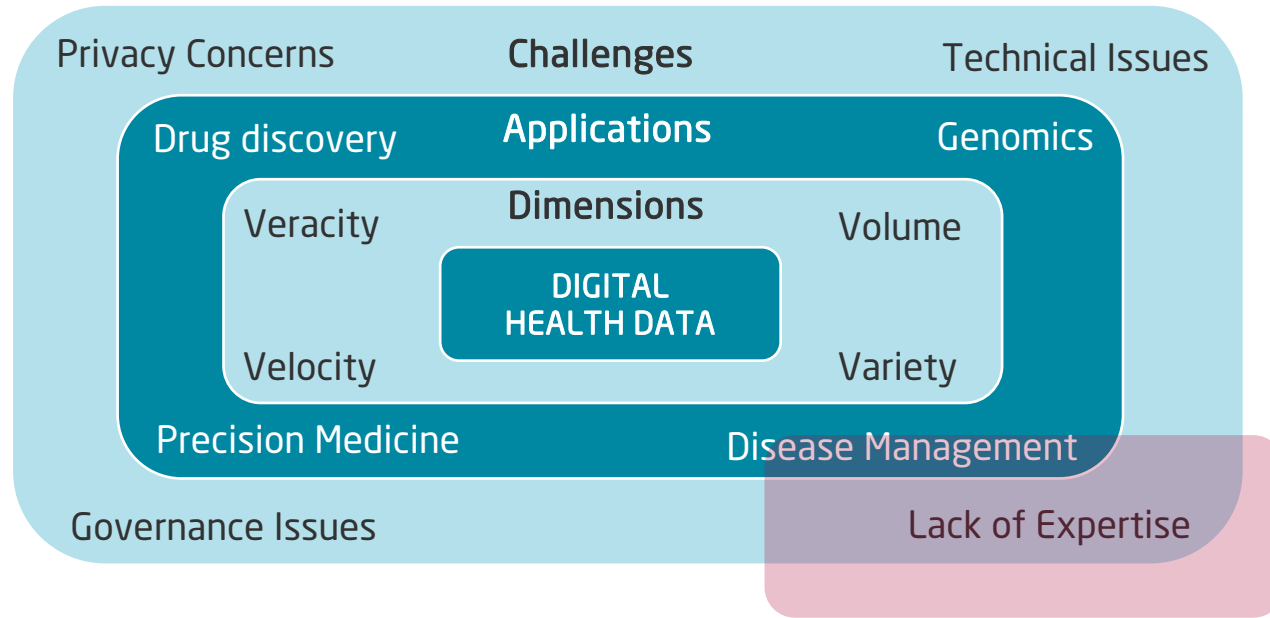 Privacy Concerns
Challenges
Technical Issues
Drug discovery
Applications
Genomics
Veracity
Dimensions
Volume
DIGITAL
HEALTH DATA
Velocity
Variety
Precision Medicine
Disease Management
Governance Issues
Lack of Expertise